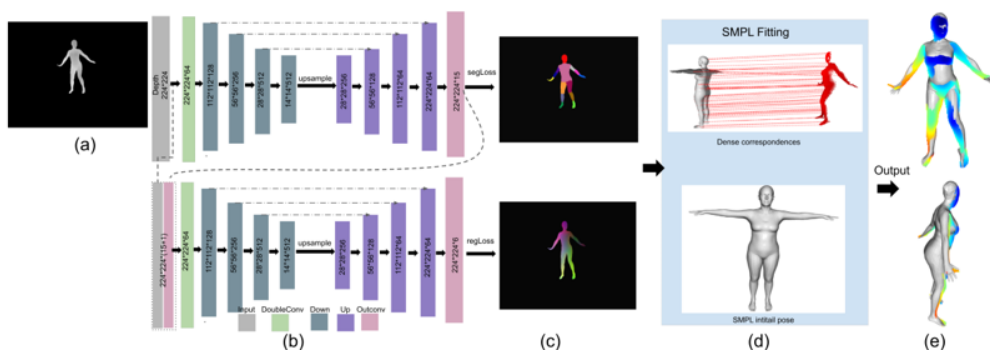 Depth
224*224
224*224*64
112*112*128
56*56*256
28*28*512
14*14*512
upsample
28*28*256
56*56*128
112*112*64
224*224*64
224*224*15
segLoss
(a)
224*224*(15+1)
224*224*64
112*112*128
56*56*256
28*28*512
14*14*512
upsample
28*28*256
56*56*128
112*112*64
224*224*64
224*224*6
regLoss
Input
DoubleConv
Down
Up
Outconv
(b)
(c)
SMPL Fitting
Dense correspondences
SMPL intitail pose
(d)
Output
(e)